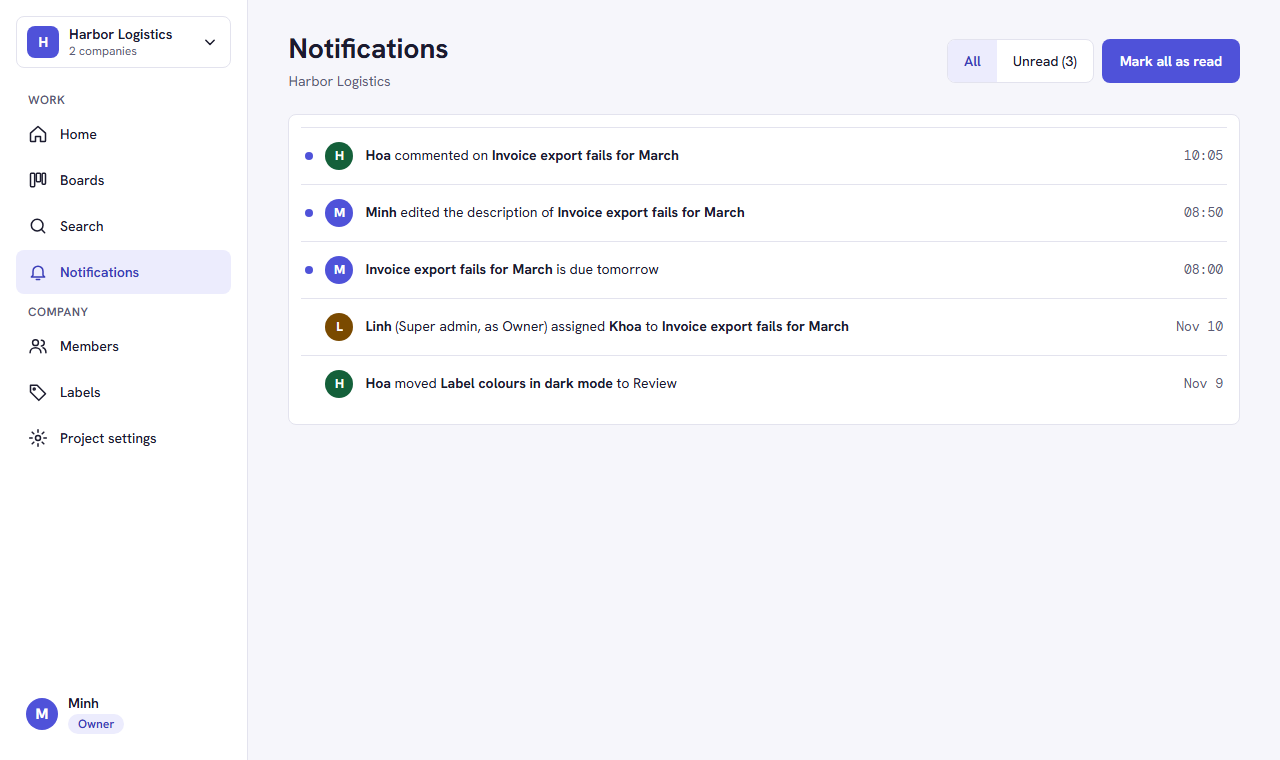 H
Harbor Logistics
2 companies
WORK
Home
Boards
Search
Notifications
COMPANY
Members
Labels
Project settings
M
Minh
Owner
Notifications
Harbor Logistics
All
Unread (3)
Mark all as read
H Hoa commented on Invoice export fails for March 10:05
M Minh edited the description of Invoice export fails for March 08:50
M Invoice export fails for March is due tomorrow 08:00
L Linh (Super admin, as Owner) assigned Khoa to Invoice export fails for March Nov 10
H Hoa moved Label colours in dark mode to Review Nov 9